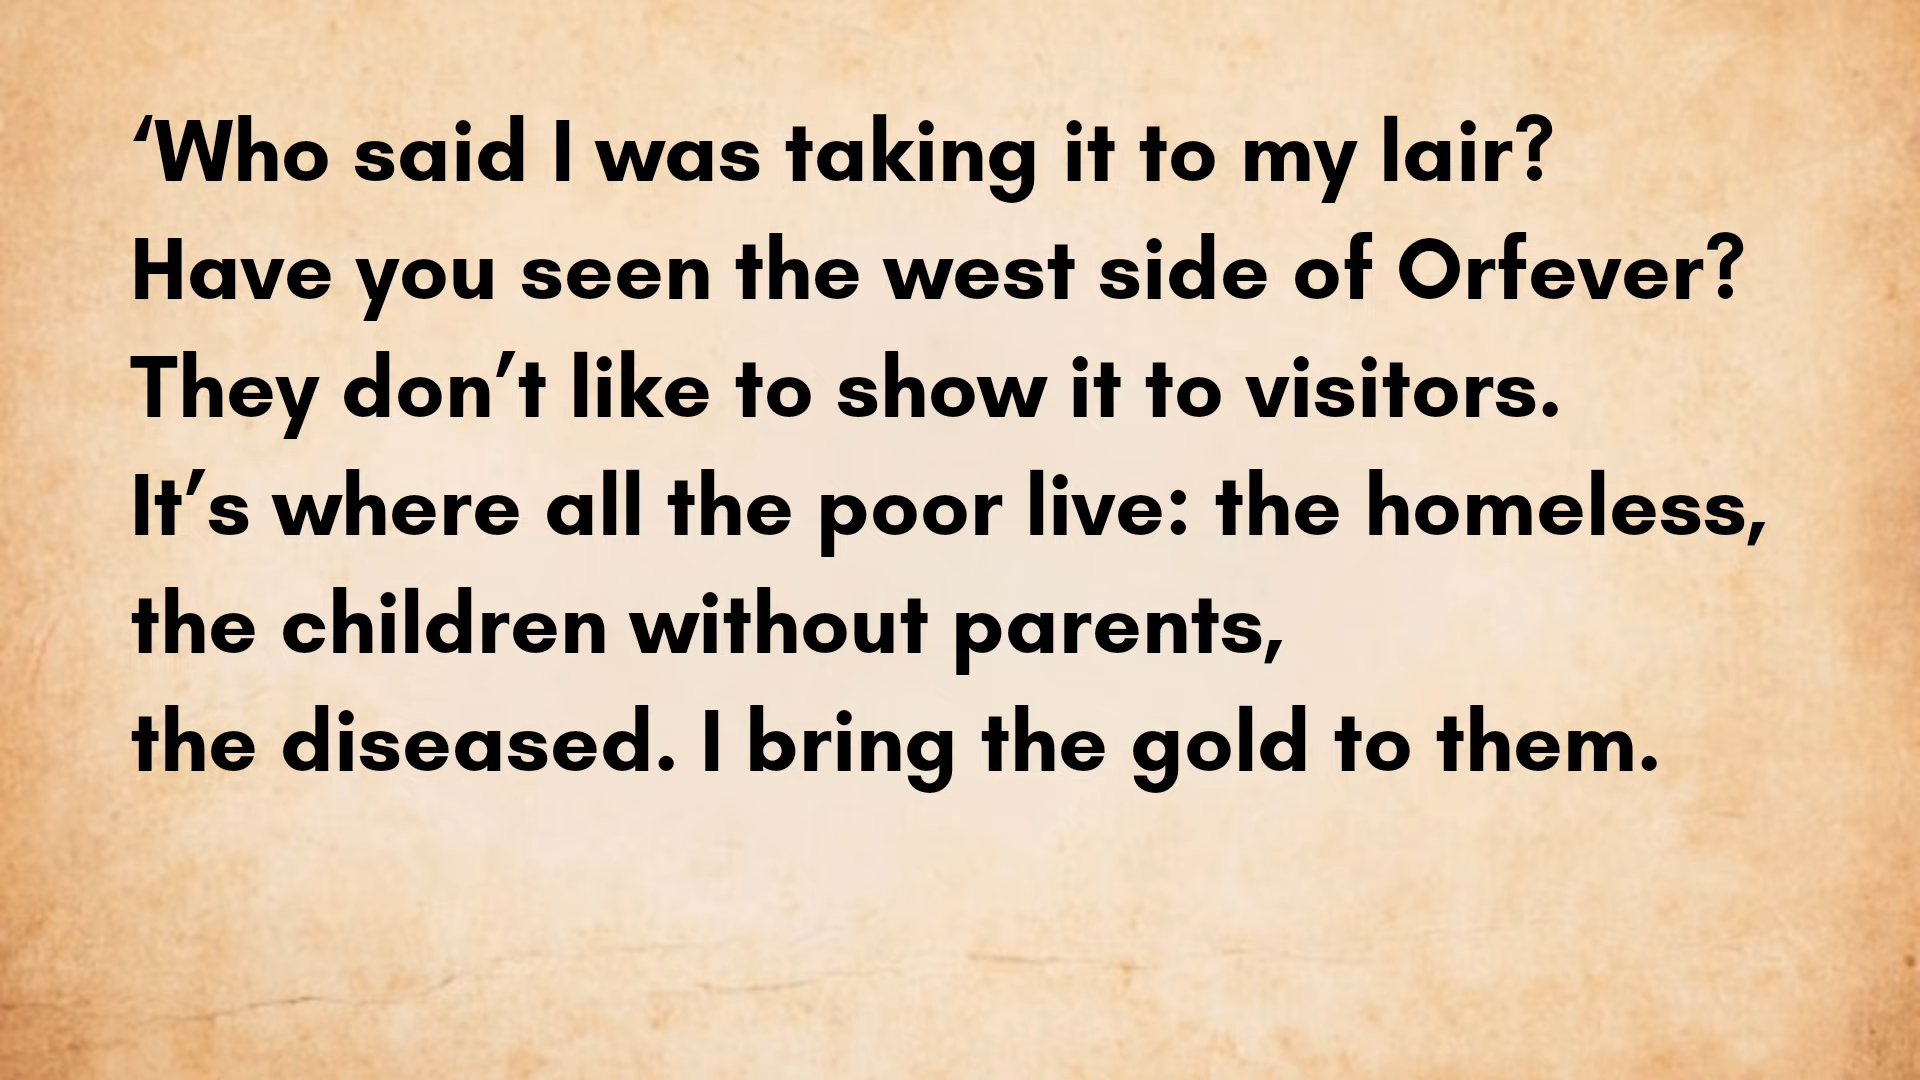 ‘Who said I was taking it to my lair?
Have you seen the west side of Orfever?
They don’t like to show it to visitors.
It’s where all the poor live: the homeless,
the children without parents,
the diseased. I bring the gold to them.